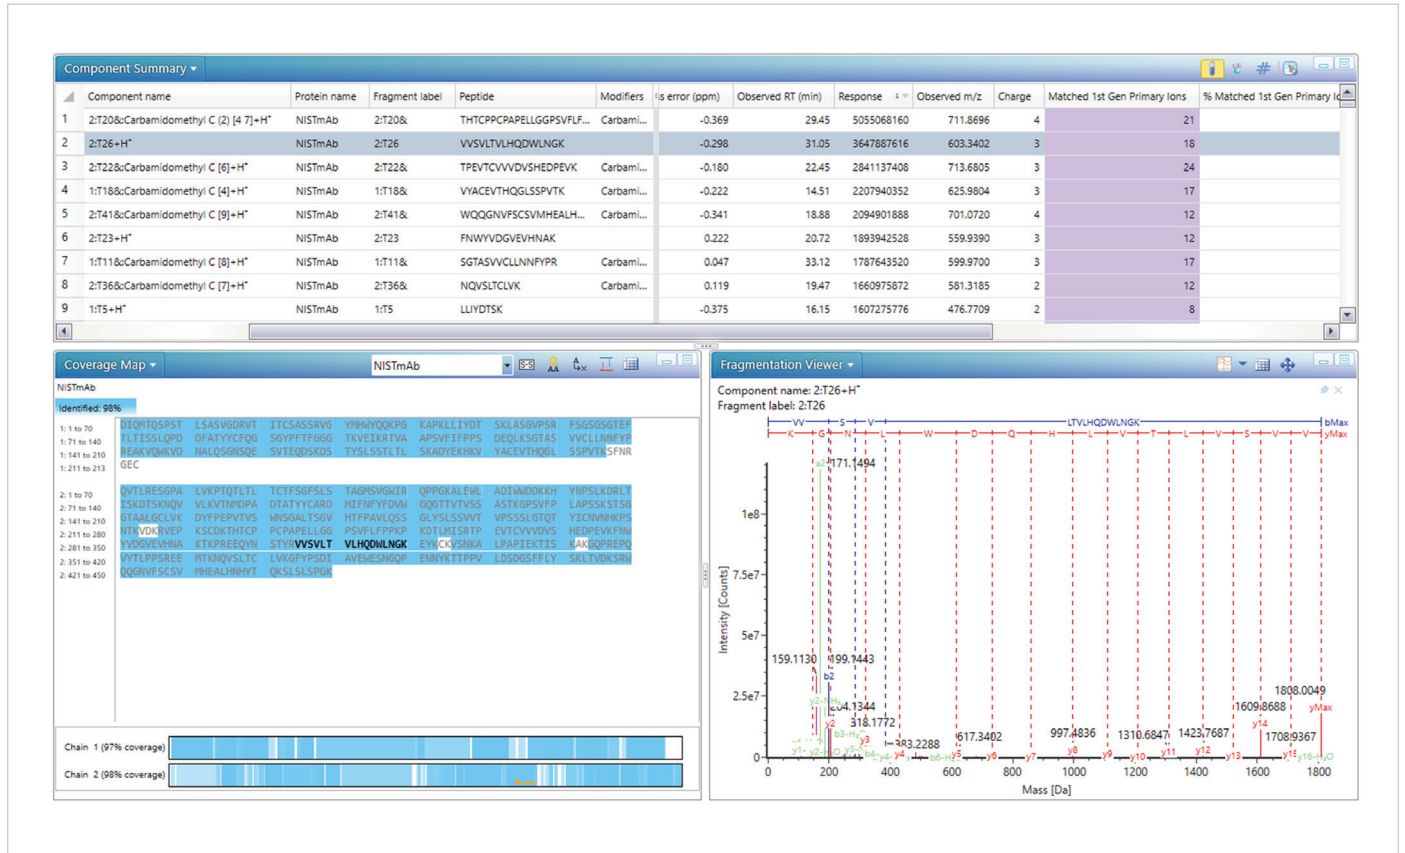 Component Summary
Component name Protein name Fragment label Peptide Modifiers s error (ppm) Observed RT (min) Response 1 Observed m/z Charge Matched 1st Gen Primary Ions % Matched 1st Gen Primary Ic
1 2:T20&:Carbamidomethyl C (2) [4 7]+H⁺ NISTmAb 2:T20& THTCPPCPAPELLGGPSVFLF... Carbami... -0.369 29.45 5055068160 711.8696 4 21
2 2:T26+H⁺ NISTmAb 2:T26 VVSVLTVLHQDWLNGK -0.298 31.05 3647887616 603.3402 3 18
3 2:T22&:Carbamidomethyl C [6]+H⁺ NISTmAb 2:T22& TPEVTCVVVDVSHEDPEVK Carbami... -0.180 22.45 2841137408 713.6805 3 24
4 1:T18&:Carbamidomethyl C [4]+H⁺ NISTmAb 1:T18& VYACEVTHQGLSSPVTK Carbami... -0.222 14.51 2207940352 625.9804 3 17
5 2:T41&:Carbamidomethyl C [9]+H⁺ NISTmAb 2:T41& WQQGNVFSCSVMHEALH... Carbami... -0.341 18.88 2094901888 701.0720 4 12
6 2:T23+H⁺ NISTmAb 2:T23 FNWYVDGVEVHNAK 0.222 20.72 1893942528 559.9390 3 12
7 1:T11&:Carbamidomethyl C [8]+H⁺ NISTmAb 1:T11& SGTASVVCLLNNFYPR Carbami... 0.047 33.12 1787643520 599.9700 3 17
8 2:T36&:Carbamidomethyl C [7]+H⁺ NISTmAb 2:T36& NQVSLTCLVK Carbami... 0.119 19.47 1660975872 581.3185 2 12
9 1:T5+H⁺ NISTmAb 1:T5 LLIYDTSK -0.375 16.15 1607275776 476.7709 2 8
Coverage Map NISTmAb
NISTmAb
Identified: 98%
1: 1 to 70 DIQMTQSPST LSASVGDRVT ITCSASSRVG YMHWYQQKPG KAPKLLIYDT SKLASGVPSR FSGSGSGTEF
1: 71 to 140 TLTISSLQPD DFATYYCFQG SGYPFTFGGG TKVEIKRTVA APSVFIFPPS DEQLKSGTAS VVCLLNNFYP
1: 141 to 210 REAKVQWKVD NALQSGNSQE SVTEQDSKDS TYSLSSTLTL SKADYEKHKV YACEVTHQGL SSPVTKSFNR
1: 211 to 213 GEC
2: 1 to 70 QVTLRESGPA LVKPTQTLTL TCTFSGFSLS TAGMSVGWIR QPPGKALEWL ADIWWDDKKH YNPSLKDRLT
2: 71 to 140 ISKDTSKNQV VLKVTNMDPA DTATYYCARD MIFNFYFDVW GQGTTVTVSS ASTKGPSVFP LAPSSKSTSG
2: 141 to 210 GTAALGCLVK DYFPEPVTVS WNSGALTSGV HTFPAVLQSS GLYSLSSVVT VPSSSLGTQT YICNVNHKPS
2: 211 to 280 NTKVDKRVEP KSCDKTHTCP PCPAPELLGG PSVFLFPPKP KDTLMISRTP EVTCVVVDVS HEDPEVKFNW
2: 281 to 350 YVDGVEVHNA KTKPREEQYN STYRVVSVLT VLHQDWLNGK EYKCKVSNKA LPAPIEKTIS KAKGQPREPQ
2: 351 to 420 VYTLPPSREE MTKNQVSLTC LVKGFYPSDI AVEWESNGQP ENNYKTTPPV LDSDGSFFLY SKLTVDKSRW
2: 421 to 450 QQGNVFSCSV MHEALHNHYT QKSLSLSPGK
Chain 1 (97% coverage)
Chain 2 (98% coverage)
Fragmentation Viewer
Component name: 2:T26+H⁺
Fragment label: 2:T26
VV S V LTVLHQDWLNGK bMax
K G N L W D Q H L V T L V S V V yMax
a2 171.1494
1e8
7.5e7
5e7
159.1130 199.1443
b2
2.5e7
1808.0049
1609.8688 yMax
y2 318.1772 y14
383.2288 617.3402 997.4836 1310.6847 1423.7687 1708.9367
y3 y4 y5 y6 y7 y8 y9 y10 y11 y12 y13 y15 y16-H₂O
0
0 200 400 600 800 1000 1200 1400 1600 1800
Intensity [Counts]
Mass [Da]